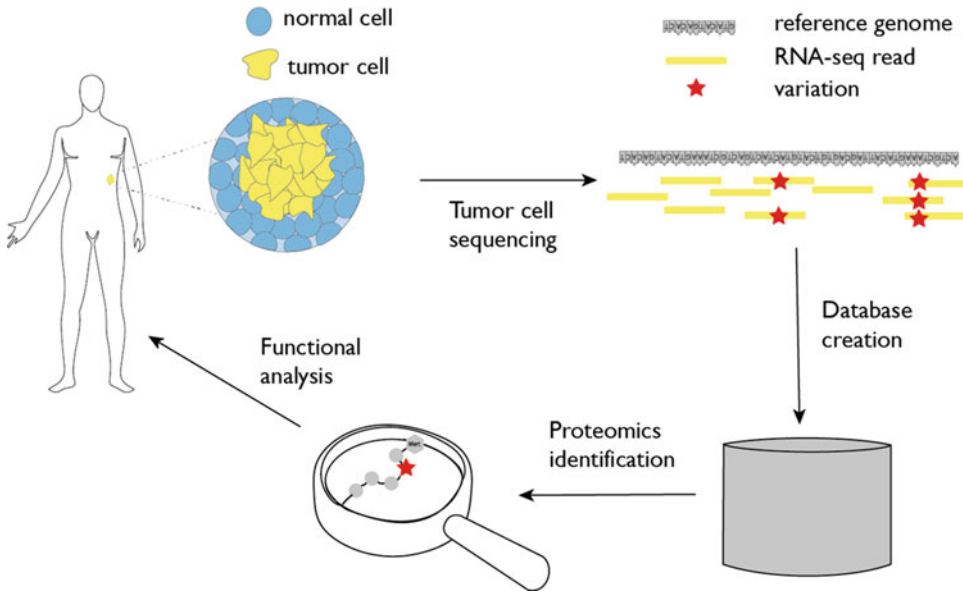 normal cell
tumor cell
reference genome
RNA-seq read
variation
Tumor cell
sequencing
Database
creation
Proteomics
identification
Functional
analysis
Met